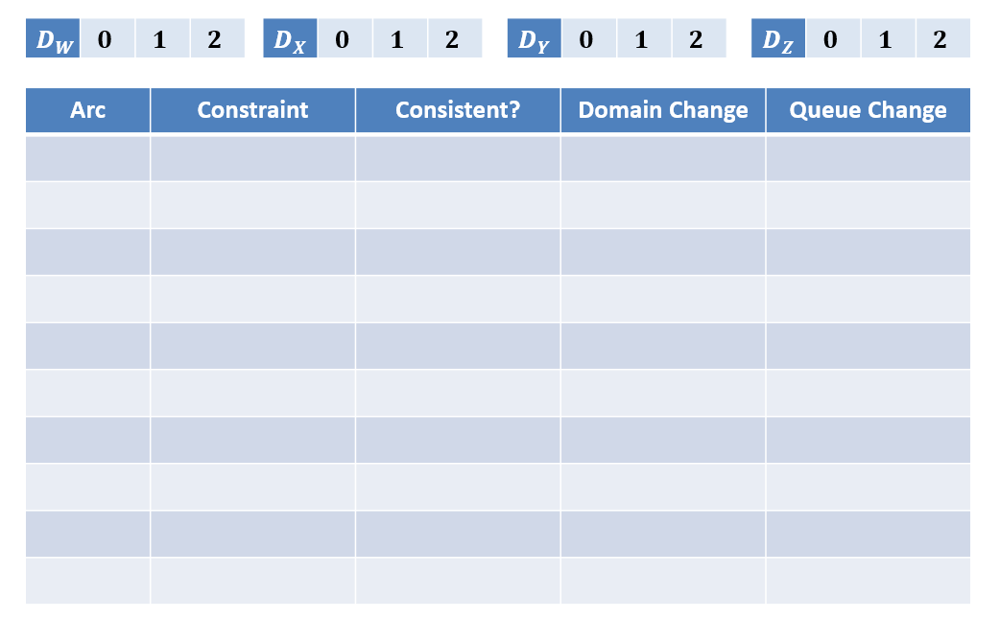 D_W 0 1 2 D_X 0 1 2 D_Y 0 1 2 D_Z 0 1 2
Arc Constraint Consistent? Domain Change Queue Change